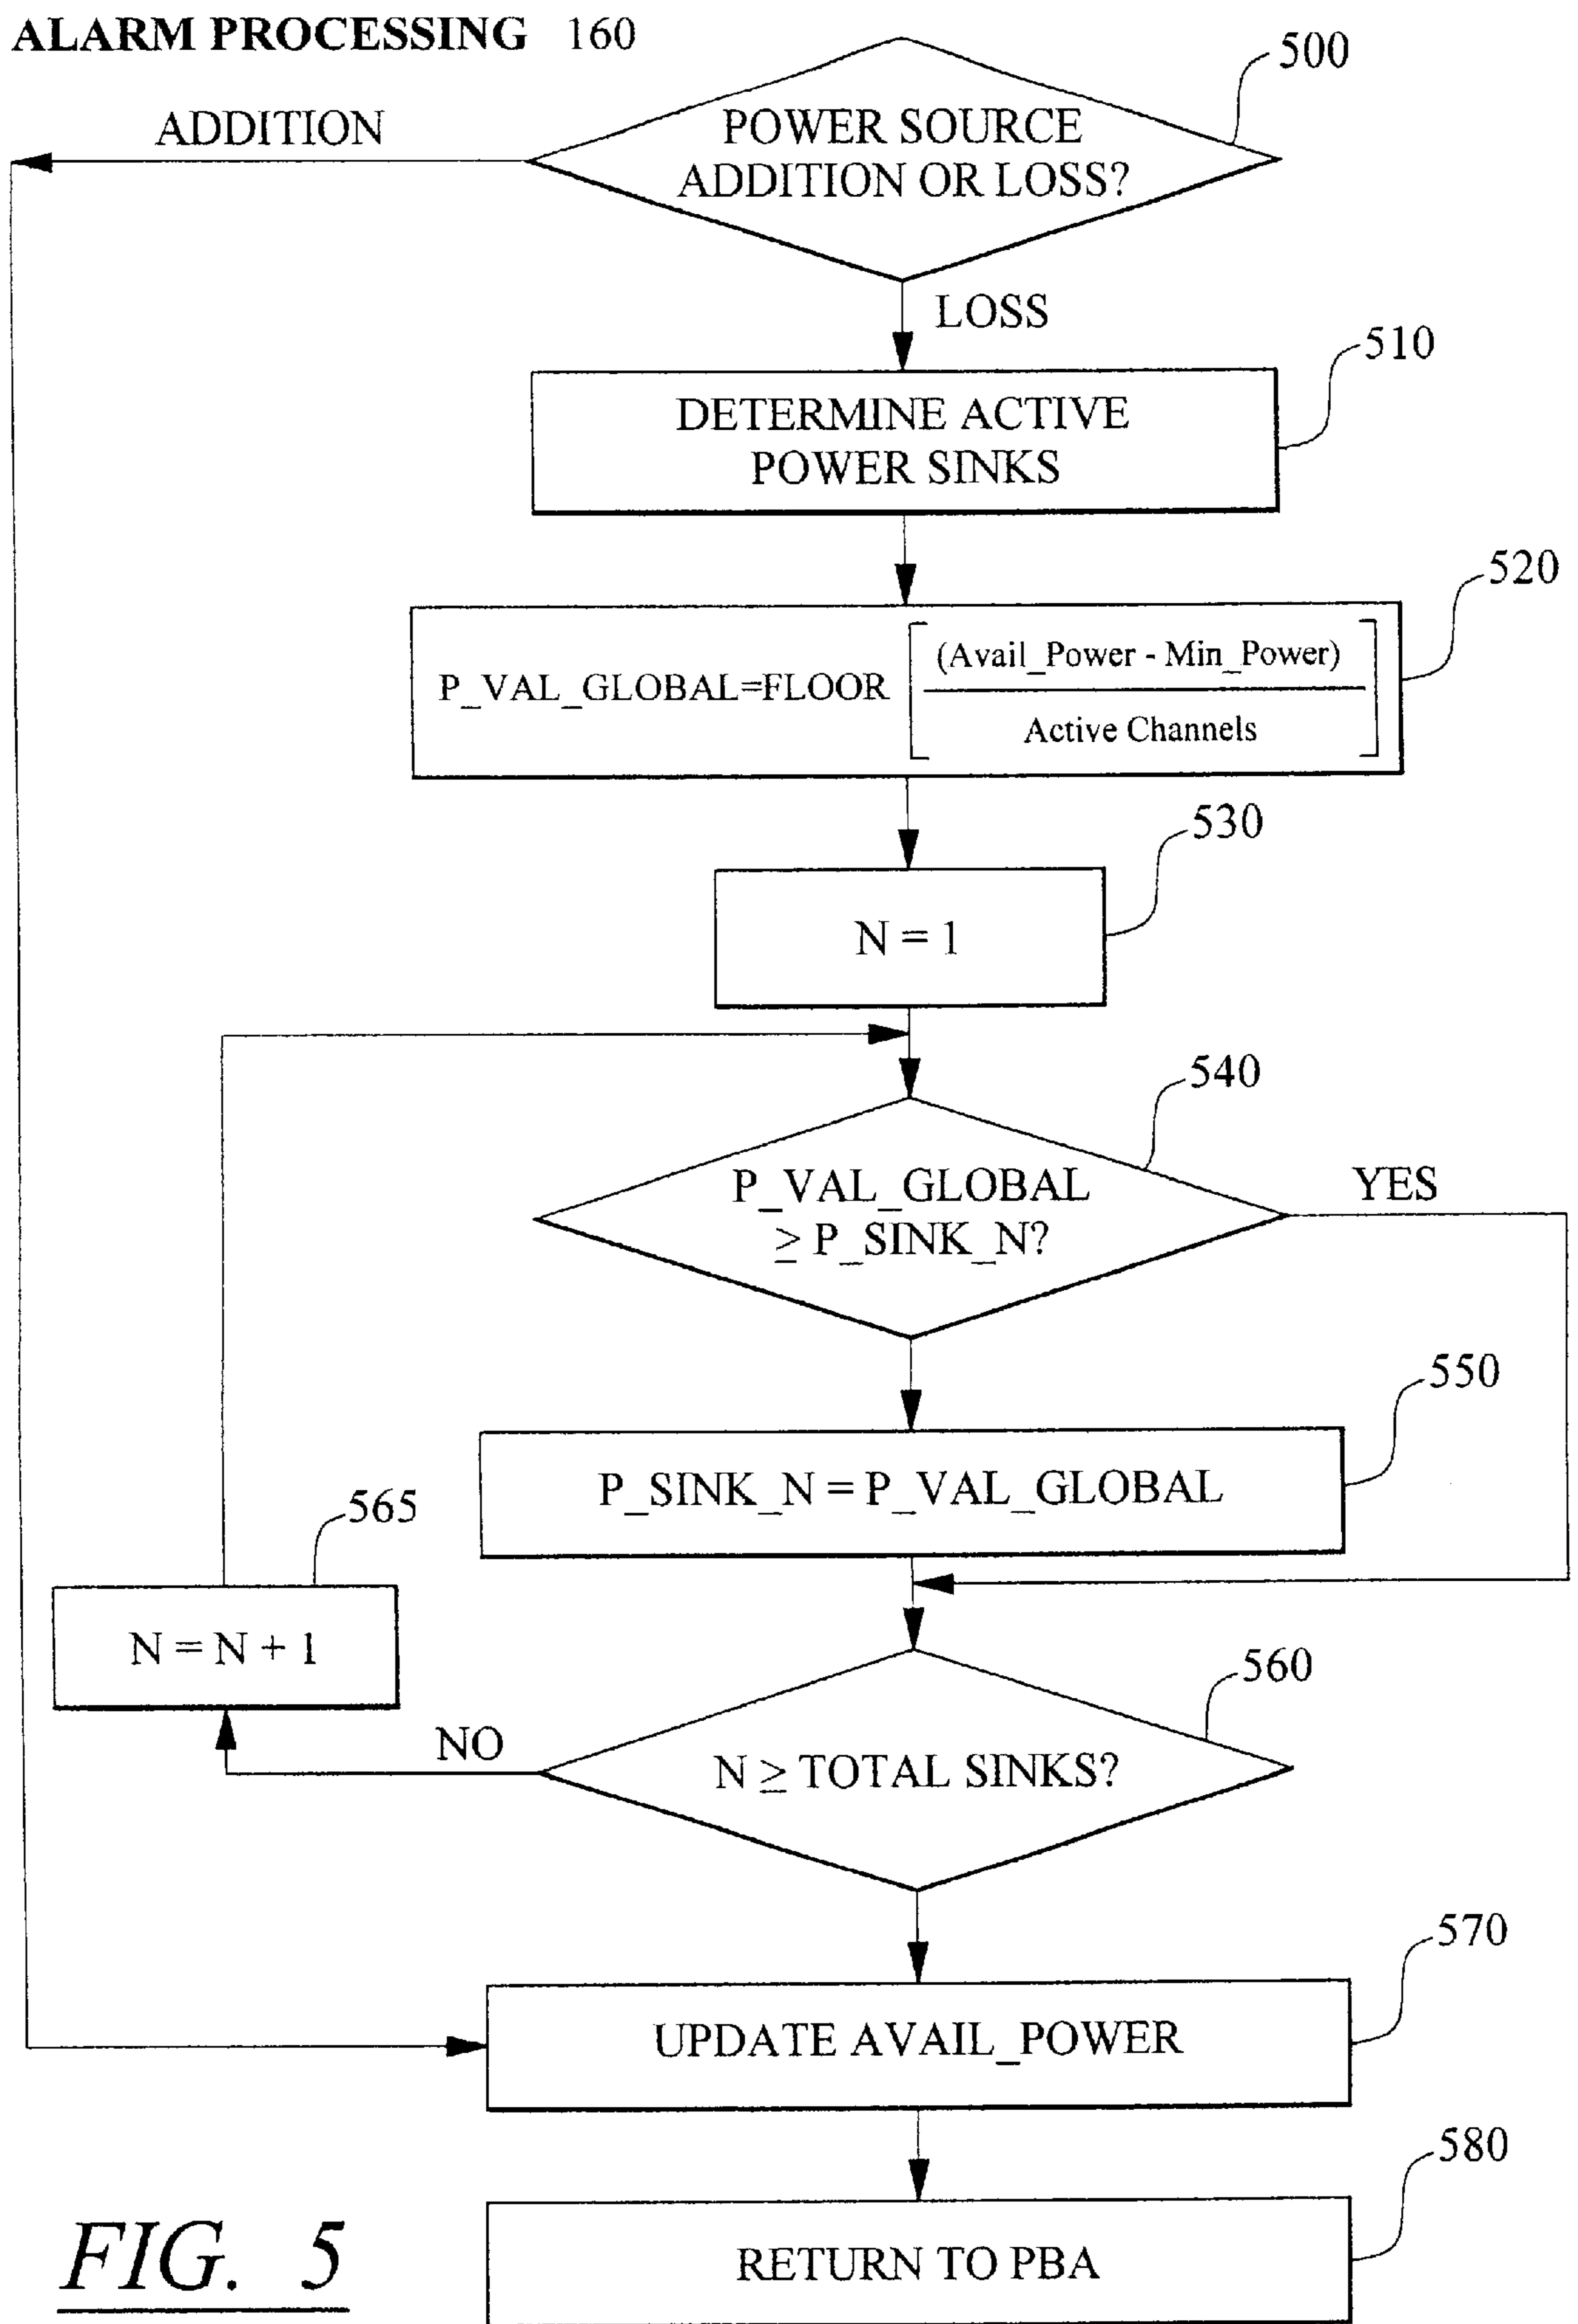 ALARM PROCESSING 160
500
ADDITION
POWER SOURCE
ADDITION OR LOSS?
LOSS
510
DETERMINE ACTIVE
POWER SINKS
520
P_VAL_GLOBAL=FLOOR
(Avail_Power - Min_Power)
Active Channels
530
N = 1
540
P_VAL_GLOBAL
≥ P_SINK_N?
YES
550
P_SINK_N = P_VAL_GLOBAL
565
N = N + 1
560
NO
N ≥ TOTAL SINKS?
570
UPDATE AVAIL_POWER
580
RETURN TO PBA
FIG. 5